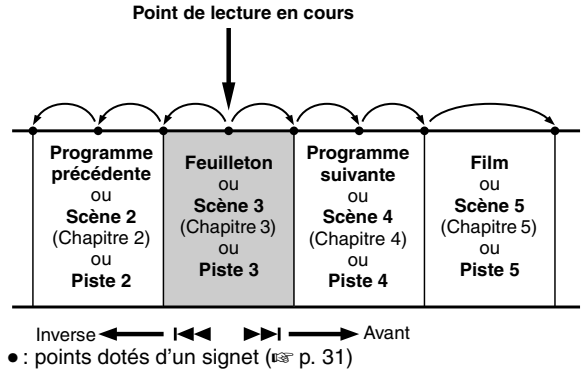 Point de lecture en cours
Programme
précédente
ou
Scène 2
(Chapitre 2)
ou
Piste 2
Feuilleton
ou
Scène 3
(Chapitre 3)
ou
Piste 3
Programme
suivante
ou
Scène 4
(Chapitre 4)
ou
Piste 4
Film
ou
Scène 5
(Chapitre 5)
ou
Piste 5
Inverse Avant
● : points dotés d'un signet (☞ p. 31)